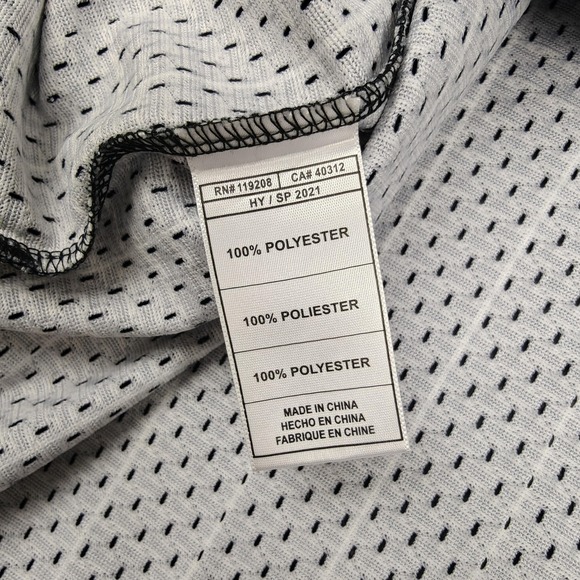 RN# 119208 CA# 40312
HY / SP 2021
100% POLYESTER
100% POLIESTER
100% POLYESTER
MADE IN CHINA
HECHO EN CHINA
FABRIQUE EN CHINE